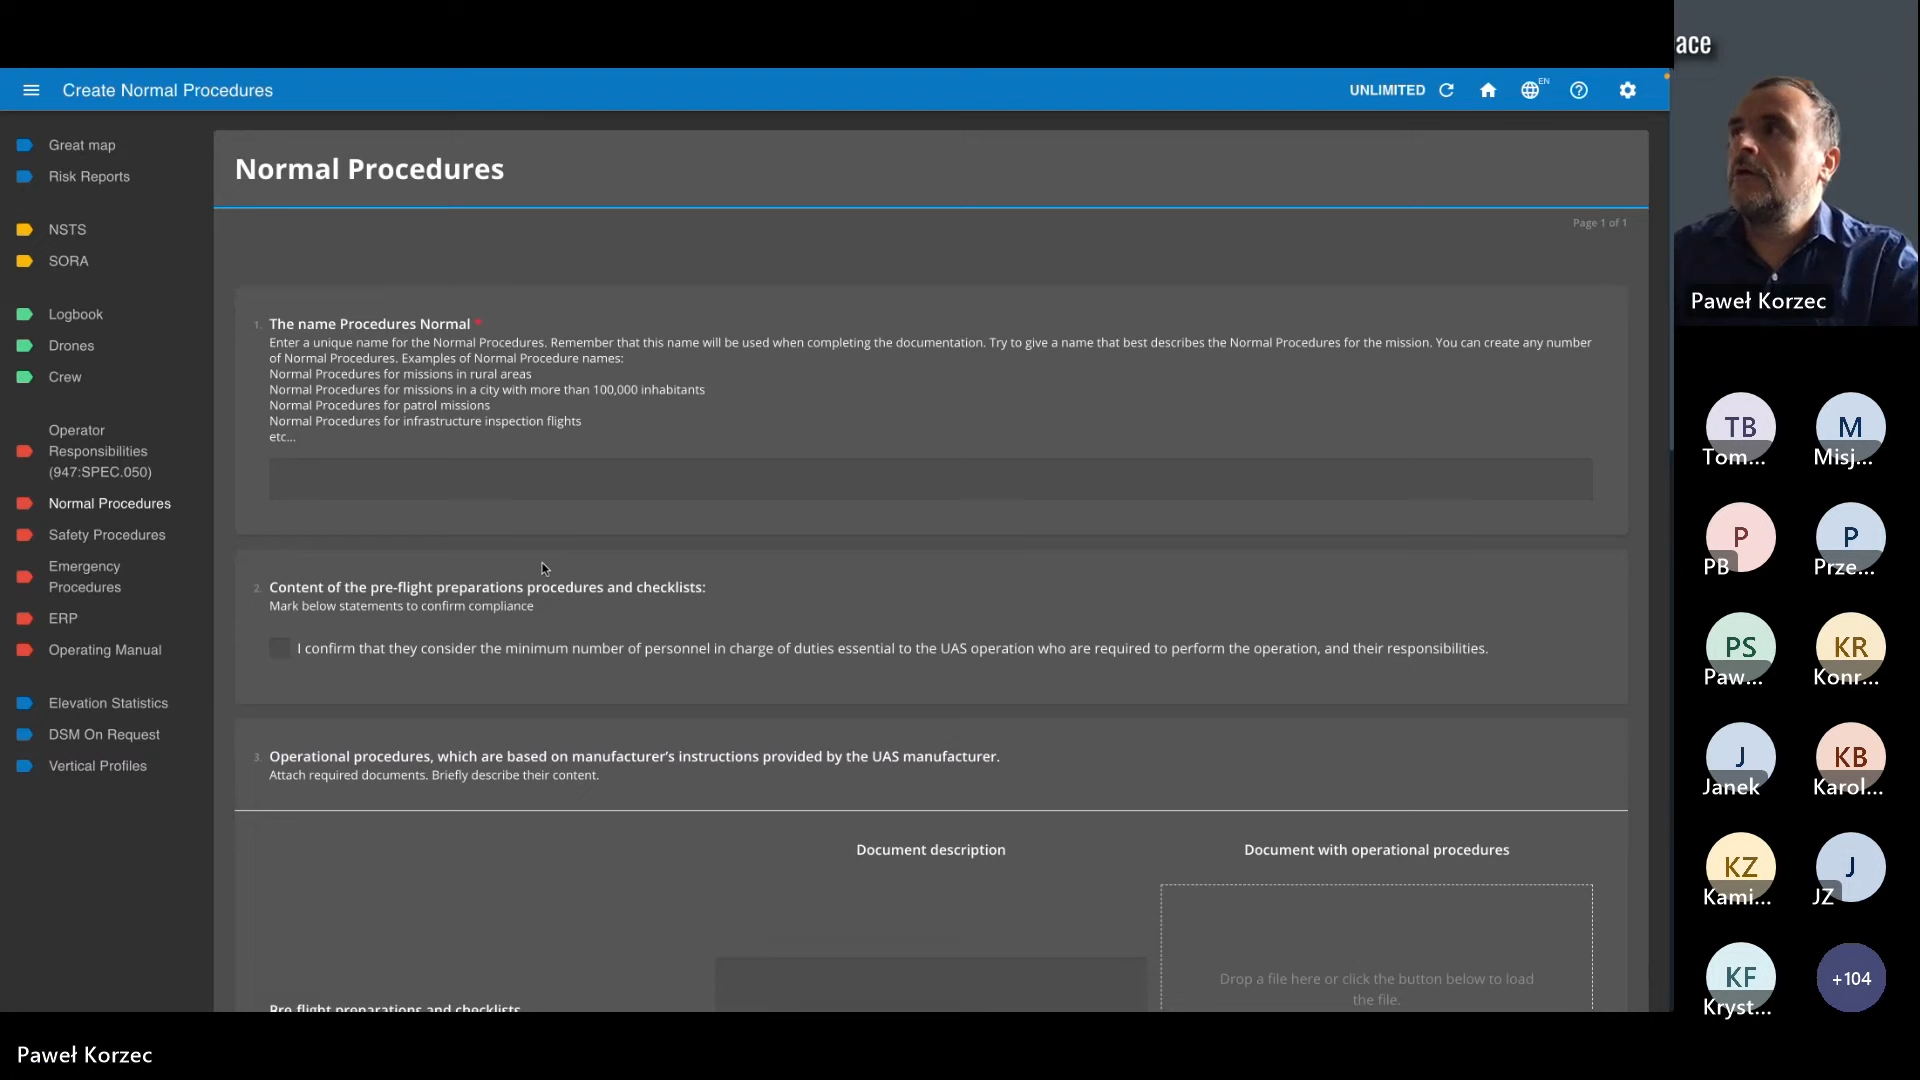 ace
Create Normal Procedures
UNLIMITED
EN
Great map
Risk Reports
NSTS
SORA
Logbook
Drones
Crew
Operator
Responsibilities
(947:SPEC.050)
Normal Procedures
Safety Procedures
Emergency
Procedures
ERP
Operating Manual
Elevation Statistics
DSM On Request
Vertical Profiles
Normal Procedures
Page 1 of 1
1. The name Procedures Normal *
Enter a unique name for the Normal Procedures. Remember that this name will be used when completing the documentation. Try to give a name that best describes the Normal Procedures for the mission. You can create any number
of Normal Procedures. Examples of Normal Procedure names:
Normal Procedures for missions in rural areas
Normal Procedures for missions in a city with more than 100,000 inhabitants
Normal Procedures for patrol missions
Normal Procedures for infrastructure inspection flights
etc...
2. Content of the pre-flight preparations procedures and checklists:
Mark below statements to confirm compliance
I confirm that they consider the minimum number of personnel in charge of duties essential to the UAS operation who are required to perform the operation, and their responsibilities.
3. Operational procedures, which are based on manufacturer's instructions provided by the UAS manufacturer.
Attach required documents. Briefly describe their content.
Document description
Document with operational procedures
Drop a file here or click the button below to load
the file.
Pre-flight preparations and checklists
Paweł Korzec
TB
Tom...
M
Misj...
P
PB
P
Prze...
PS
Paw...
KR
Konr...
J
Janek
KB
Karol...
KZ
Kami...
J
JZ
KF
Kryst...
+104
Paweł Korzec